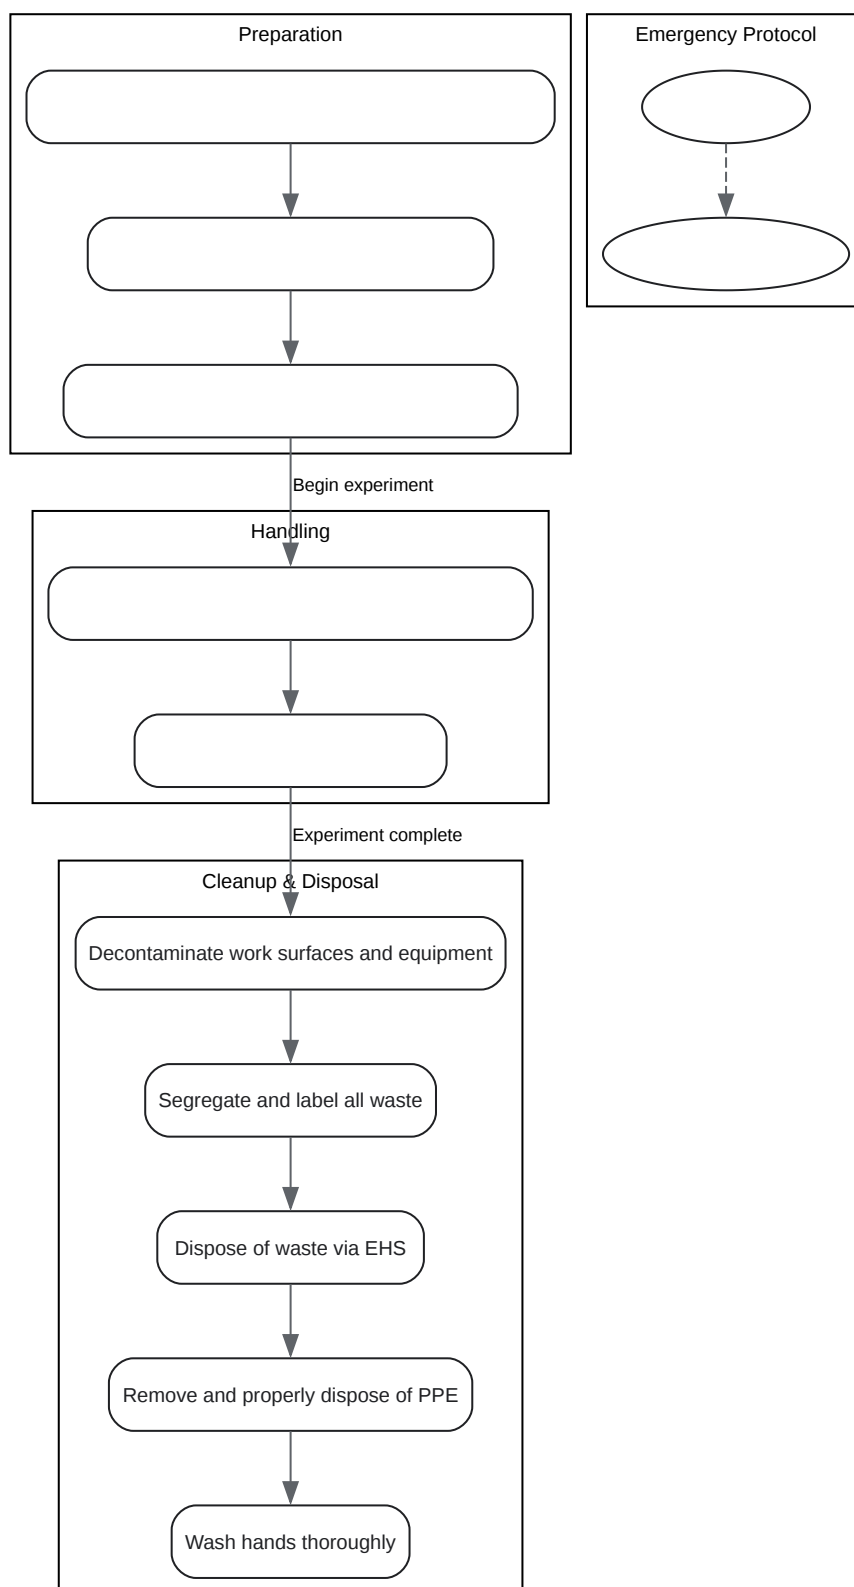 Preparation
Emergency Protocol
Begin experiment
Handling
Experiment complete
Cleanup & Disposal
Decontaminate work surfaces and equipment
Segregate and label all waste
Dispose of waste via EHS
Remove and properly dispose of PPE
Wash hands thoroughly